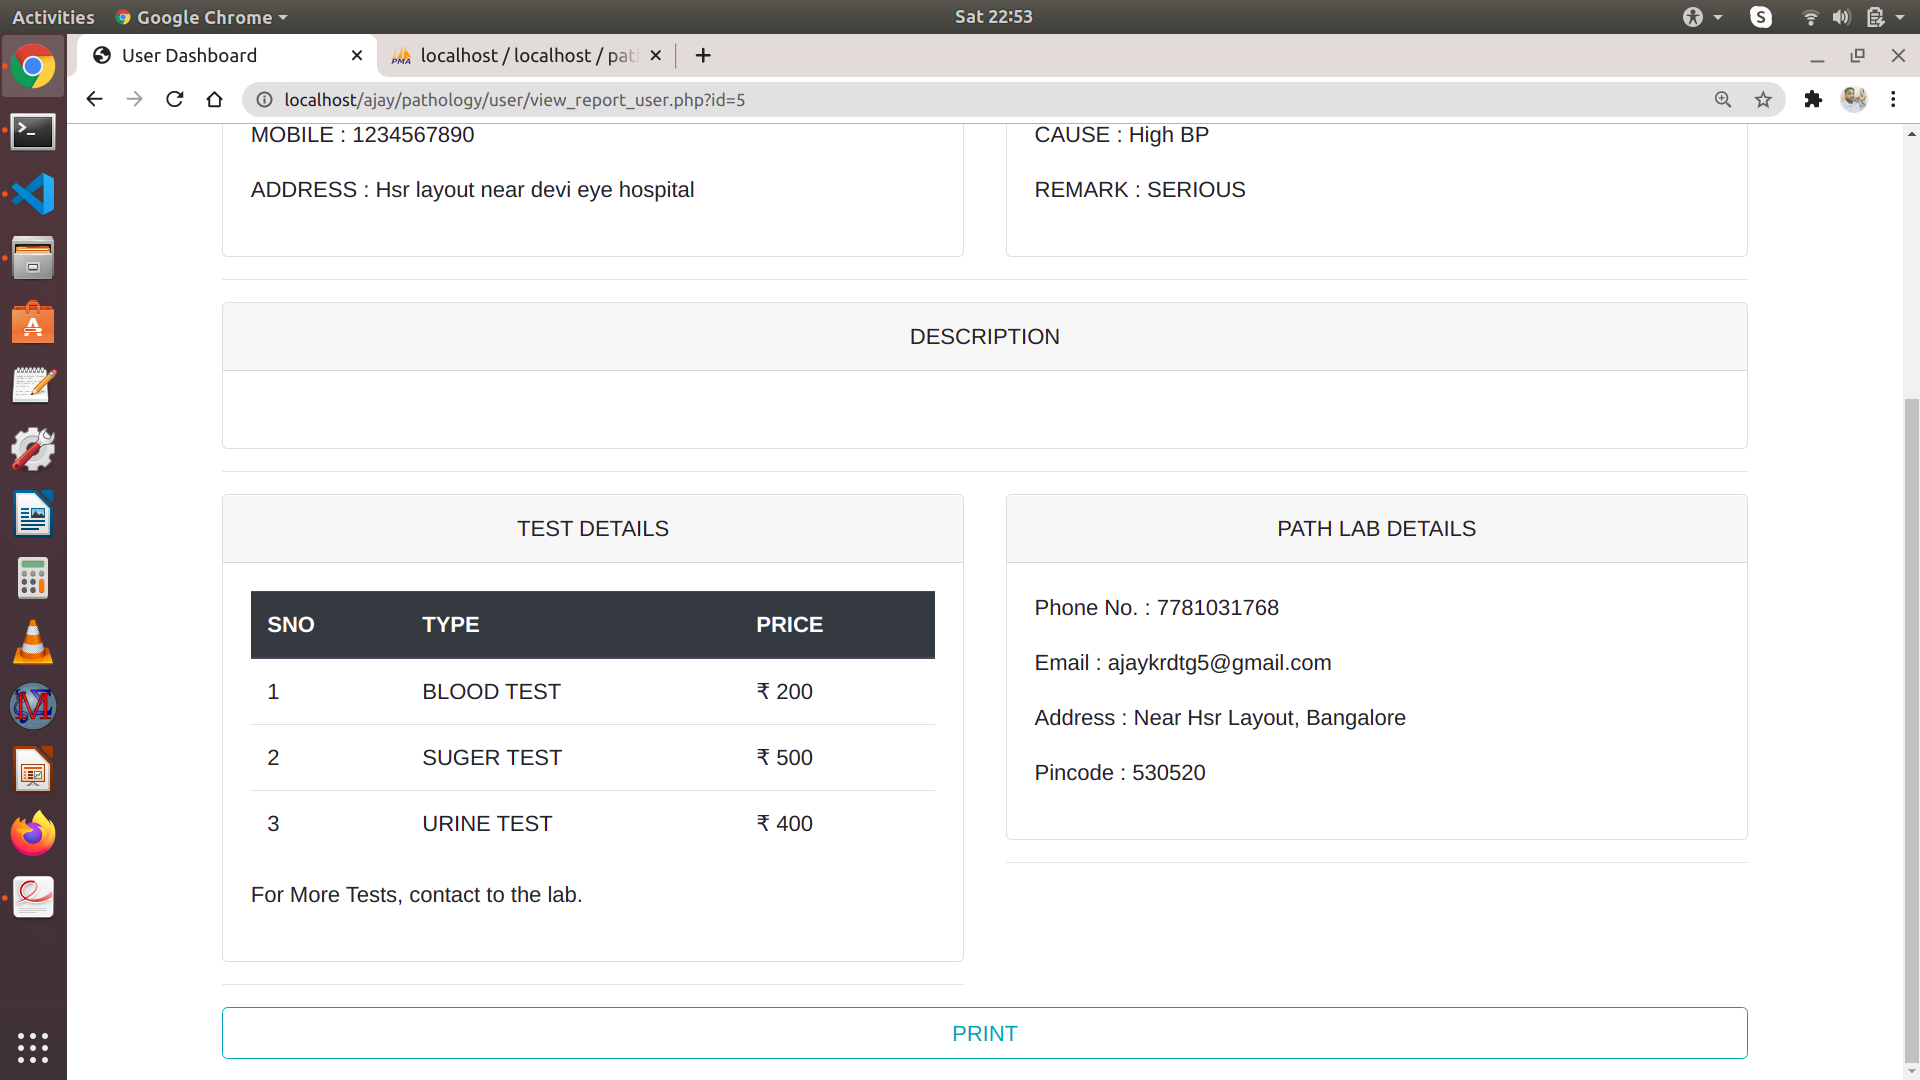 Activities
Google Chrome
Sat 22:53
User Dashboard
PMA
localhost / localhost / pat
localhost/ajay/pathology/user/view_report_user.php?id=5
MOBILE : 1234567890
ADDRESS : Hsr layout near devi eye hospital
CAUSE : High BP
REMARK : SERIOUS
DESCRIPTION
TEST DETAILS
SNO TYPE PRICE
1 BLOOD TEST ₹ 200
2 SUGER TEST ₹ 500
3 URINE TEST ₹ 400
For More Tests, contact to the lab.
PATH LAB DETAILS
Phone No. : 7781031768
Email : ajaykrdtg5@gmail.com
Address : Near Hsr Layout, Bangalore
Pincode : 530520
PRINT